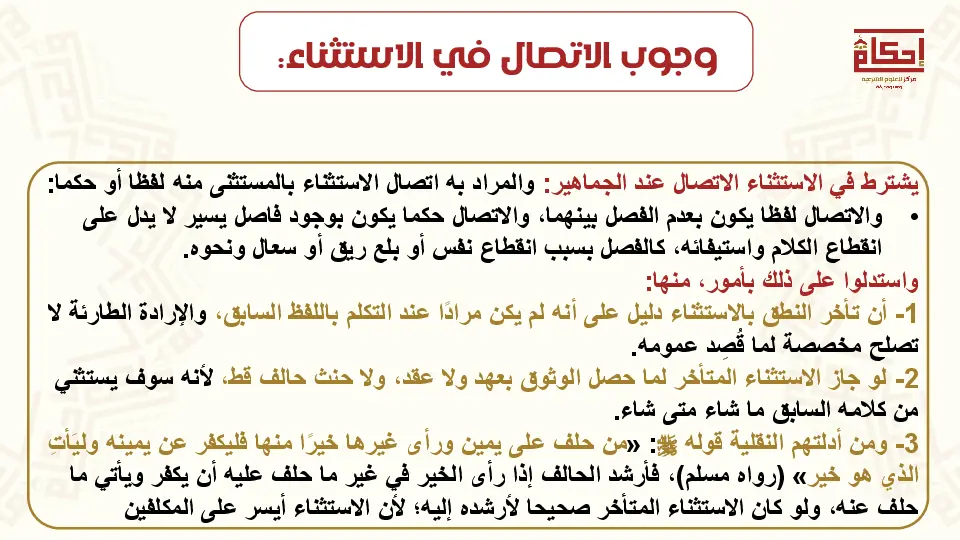 وجوب الاتصال في الاستثناء:
إحكام
مركز للعلوم الشرعية
يشترط في الاستثناء الاتصال عند الجماهير: والمراد به اتصال الاستثناء بالمستثنى منه لفظا أو حكما:
• والاتصال لفظا يكون بعدم الفصل بينهما، والاتصال حكما يكون بوجود فاصل يسير لا يدل على
انقطاع الكلام واستيفائه، كالفصل بسبب انقطاع نفس أو بلع ريق أو سعال ونحوه.
واستدلوا على ذلك بأمور، منها:
1- أن تأخر النطق بالاستثناء دليل على أنه لم يكن مرادًا عند التكلم باللفظ السابق، والإرادة الطارئة لا
تصلح مخصصة لما قُصِد عمومه.
2- لو جاز الاستثناء المتأخر لما حصل الوثوق بعهد ولا عقد، ولا حنث حالف قط، لأنه سوف يستثني
من كلامه السابق ما شاء متى شاء.
3- ومن أدلتهم النقلية قوله ﷺ: «من حلف على يمين ورأى غيرها خيرًا منها فليكفر عن يمينه وليَأتِ
الذي هو خير» (رواه مسلم)، فأرشد الحالف إذا رأى الخير في غير ما حلف عليه أن يكفر ويأتي ما
حلف عنه، ولو كان الاستثناء المتأخر صحيحا لأرشده إليه؛ لأن الاستثناء أيسر على المكلفين